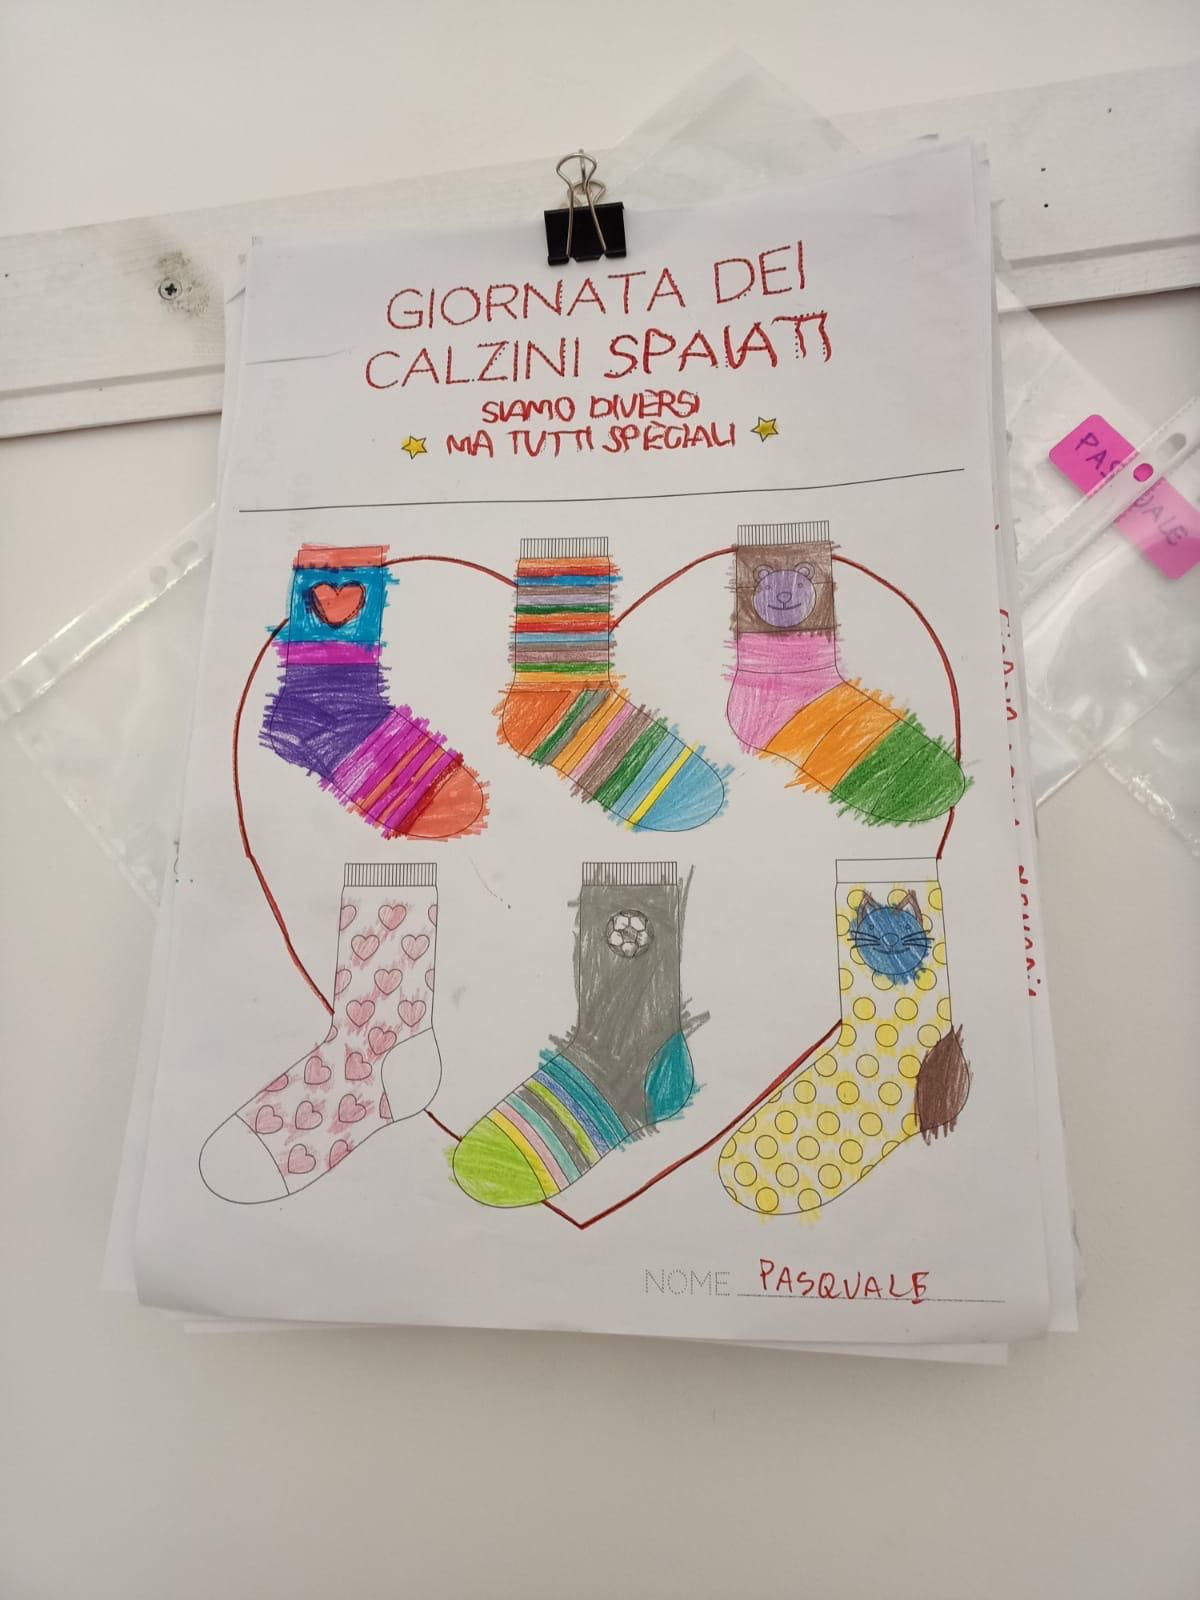 GIORNATA DEI
CALZINI SPAIATI
SIAMO DIVERSI
MA TUTTI SPECIALI
PASQUALE
NOME PASQUALE